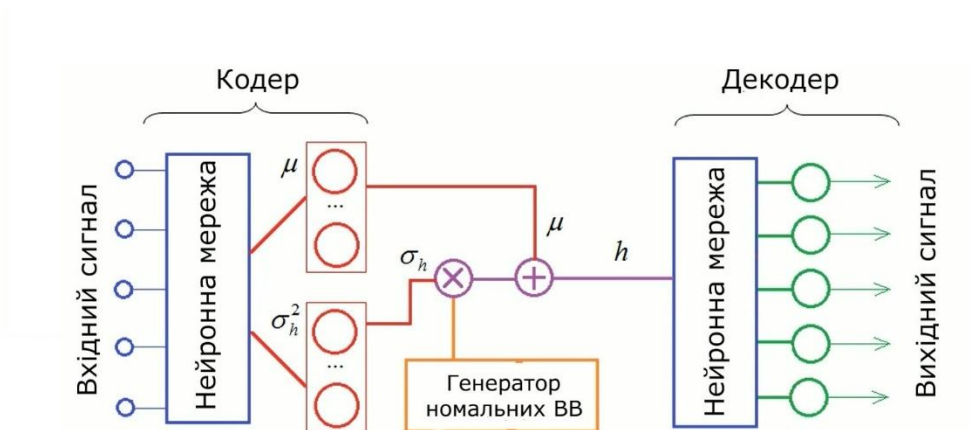 Кодер
Декодер
Вхідний сигнал
Нейронна мережа
μ
...
σ_h^2
...
σ_h
μ
h
Генератор
номальних ВВ
Нейронна мережа
Вихідний сигнал